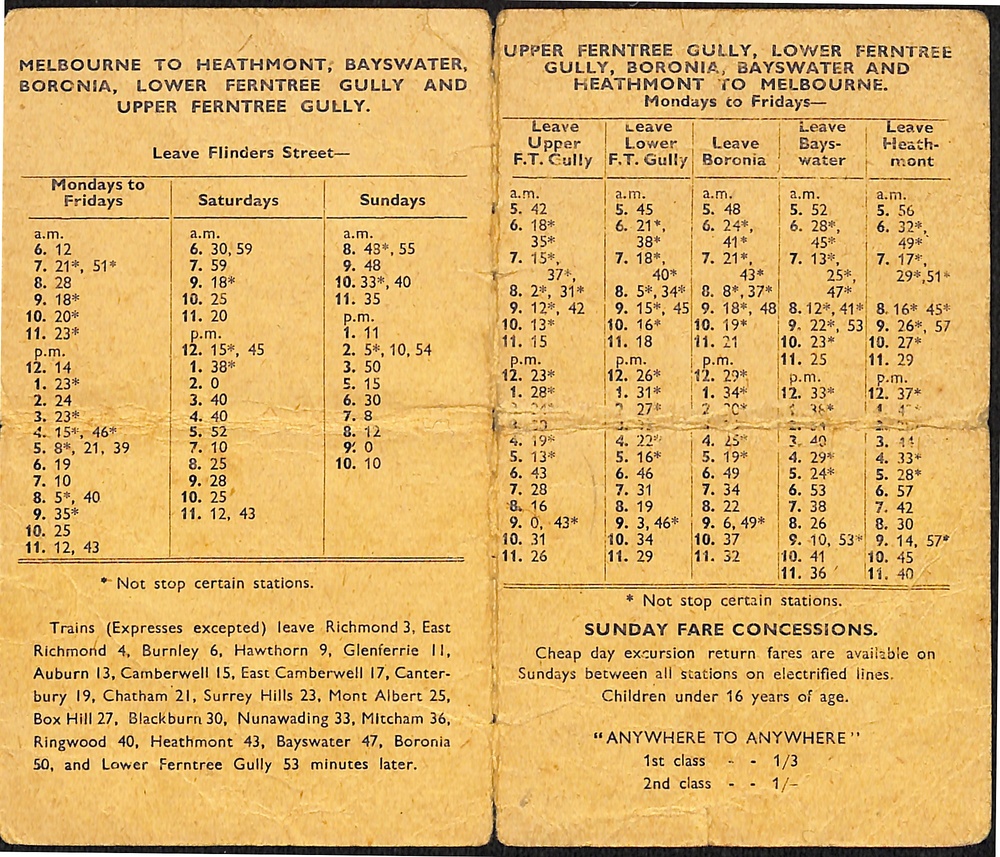 MELBOURNE TO HEATHMONT, BAYSWATER,
BORONIA, LOWER FERNTREE GULLY AND
UPPER FERNTREE GULLY.
Leave Flinders Street—
Mondays to
Fridays
Saturdays
Sundays
a.m. a.m. a.m.
6. 12 6. 30, 59 8. 48*, 55
7. 21*, 51* 7. 59 9. 48
8. 28 9. 18* 10. 33*, 40
9. 18* 10. 25 11. 35
10. 20* 11. 20 p.m.
11. 23* p.m. 1. 11
p.m. 12. 15*, 45 2. 5*, 10, 54
12. 14 1. 38* 3. 50
1. 23* 2. 0 5. 15
2. 24 3. 40 6. 30
3. 23* 4. 40 7. 8
4. 15*, 46* 5. 52 8. 12
5. 8*, 21, 39 7. 10 9. 0
6. 19 8. 25 10. 10
7. 10 9. 28
8. 5*, 40 10. 25
9. 35* 11. 12, 43
10. 25
11. 12, 43
* Not stop certain stations.
Trains (Expresses excepted) leave Richmond 3, East
Richmond 4, Burnley 6, Hawthorn 9, Glenferrie 11,
Auburn 13, Camberwell 15, East Camberwell 17, Canter-
bury 19, Chatham 21, Surrey Hills 23, Mont Albert 25,
Box Hill 27, Blackburn 30, Nunawading 33, Mitcham 36,
Ringwood 40, Heathmont 43, Bayswater 47, Boronia
50, and Lower Ferntree Gully 53 minutes later.
UPPER FERNTREE GULLY, LOWER FERNTREE
GULLY, BORONIA, BAYSWATER AND
HEATHMONT TO MELBOURNE.
Mondays to Fridays—
Leave Leave Leave Leave
Upper Lower Leave Bays- Heath-
F.T. Gully F.T. Gully Boronia water mont
a.m. a.m. a.m. a.m. a.m.
5. 42 5. 45 5. 48 5. 52 5. 56
6. 18* 6. 21*, 6. 24*, 6. 28*, 6. 32*,
35* 38* 41* 45* 49*
7. 15*, 7. 18*, 7. 21*, 7. 13*, 7. 17*,
37*, 40* 43* 25*, 29*,51*
8. 2*, 31* 8. 5*,34* 8. 8*,37* 47*
9. 12*, 42 9. 15*, 45 9. 18*, 48 8. 12*,41* 8. 16* 45*
10. 13* 10. 16* 10. 19* 9. 22*, 53 9. 26*, 57
11. 15 11. 18 11. 21 10. 23* 10. 27*
p.m. p.m. p.m. 11. 25 11. 29
12. 23* 12. 26* 12. 29* p.m. p.m.
1. 28* 1. 31* 1. 34* 12. 33* 12. 37*
27*
3. 40 3. 44
4. 19* 4. 22* 4. 25* 4. 29* 4. 33*
5. 13* 5. 16* 5. 19* 5. 24* 5. 28*
6. 43 6. 46 6. 49 6. 53 6. 57
7. 28 7. 31 7. 34 7. 38 7. 42
8. 16 8. 19 8. 22 8. 26 8. 30
9. 0, 43* 9. 3, 46* 9. 6, 49* 9. 10, 53* 9. 14, 57*
10. 31 10. 34 10. 37 10. 41 10. 45
11. 26 11. 29 11. 32 11. 36 11. 40
* Not stop certain stations.
SUNDAY FARE CONCESSIONS.
Cheap day excursion return fares are available on
Sundays between all stations on electrified lines.
Children under 16 years of age.
"ANYWHERE TO ANYWHERE"
1st class - - 1/3
2nd class - - 1/-